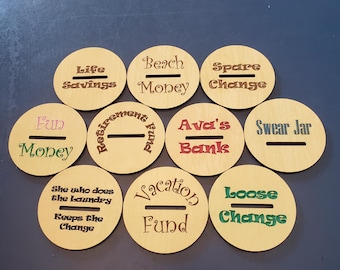 Life
Savings
Beach
Money
Spare
Change
Fun
Money
Retirement fund
Ava's
Bank
Swear Jar
She who does
the Laundry
Keeps the
Change
Vacation
Fund
Loose
Change